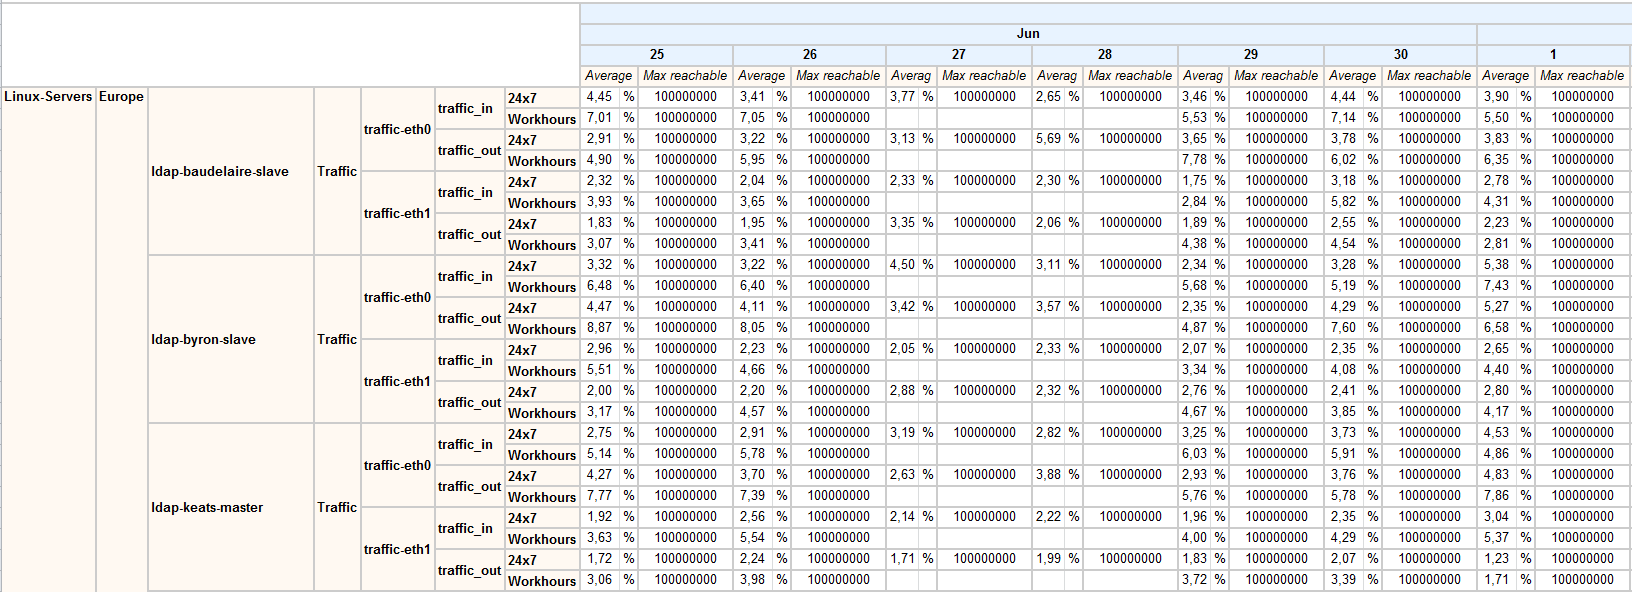 Jun
25 26 27 28 29 30 1
Average Max reachable Average Max reachable Averag Max reachable Averag Max reachable Averag Max reachable Average Max reachable Average Max reachable
Linux-Servers Europe ldap-baudelaire-slave Traffic traffic-eth0 traffic_in 24x7 4,45 % 100000000 3,41 % 100000000 3,77 % 100000000 2,65 % 100000000 3,46 % 100000000 4,44 % 100000000 3,90 % 100000000
Workhours 7,01 % 100000000 7,05 % 100000000 5,53 % 100000000 7,14 % 100000000 5,50 % 100000000
traffic_out 24x7 2,91 % 100000000 3,22 % 100000000 3,13 % 100000000 5,69 % 100000000 3,65 % 100000000 3,78 % 100000000 3,83 % 100000000
Workhours 4,90 % 100000000 5,95 % 100000000 7,78 % 100000000 6,02 % 100000000 6,35 % 100000000
traffic-eth1 traffic_in 24x7 2,32 % 100000000 2,04 % 100000000 2,33 % 100000000 2,30 % 100000000 1,75 % 100000000 3,18 % 100000000 2,78 % 100000000
Workhours 3,93 % 100000000 3,65 % 100000000 2,84 % 100000000 5,82 % 100000000 4,31 % 100000000
traffic_out 24x7 1,83 % 100000000 1,95 % 100000000 3,35 % 100000000 2,06 % 100000000 1,89 % 100000000 2,55 % 100000000 2,23 % 100000000
Workhours 3,07 % 100000000 3,41 % 100000000 4,38 % 100000000 4,54 % 100000000 2,81 % 100000000
ldap-byron-slave Traffic traffic-eth0 traffic_in 24x7 3,32 % 100000000 3,22 % 100000000 4,50 % 100000000 3,11 % 100000000 2,34 % 100000000 3,28 % 100000000 5,38 % 100000000
Workhours 6,48 % 100000000 6,40 % 100000000 5,68 % 100000000 5,19 % 100000000 7,43 % 100000000
traffic_out 24x7 4,47 % 100000000 4,11 % 100000000 3,42 % 100000000 3,57 % 100000000 2,35 % 100000000 4,29 % 100000000 5,27 % 100000000
Workhours 8,87 % 100000000 8,05 % 100000000 4,87 % 100000000 7,60 % 100000000 6,58 % 100000000
traffic-eth1 traffic_in 24x7 2,96 % 100000000 2,23 % 100000000 2,05 % 100000000 2,33 % 100000000 2,07 % 100000000 2,35 % 100000000 2,65 % 100000000
Workhours 5,51 % 100000000 4,66 % 100000000 3,34 % 100000000 4,08 % 100000000 4,40 % 100000000
traffic_out 24x7 2,00 % 100000000 2,20 % 100000000 2,88 % 100000000 2,32 % 100000000 2,76 % 100000000 2,41 % 100000000 2,80 % 100000000
Workhours 3,17 % 100000000 4,57 % 100000000 4,67 % 100000000 3,85 % 100000000 4,17 % 100000000
ldap-keats-master Traffic traffic-eth0 traffic_in 24x7 2,75 % 100000000 2,91 % 100000000 3,19 % 100000000 2,82 % 100000000 3,25 % 100000000 3,73 % 100000000 4,53 % 100000000
Workhours 5,14 % 100000000 5,78 % 100000000 6,03 % 100000000 5,91 % 100000000 4,86 % 100000000
traffic_out 24x7 4,27 % 100000000 3,70 % 100000000 2,63 % 100000000 3,88 % 100000000 2,93 % 100000000 3,76 % 100000000 4,83 % 100000000
Workhours 7,77 % 100000000 7,39 % 100000000 5,76 % 100000000 5,78 % 100000000 7,86 % 100000000
traffic-eth1 traffic_in 24x7 1,92 % 100000000 2,56 % 100000000 2,14 % 100000000 2,22 % 100000000 1,96 % 100000000 2,35 % 100000000 3,04 % 100000000
Workhours 3,63 % 100000000 5,54 % 100000000 4,00 % 100000000 4,29 % 100000000 5,37 % 100000000
traffic_out 24x7 1,72 % 100000000 2,24 % 100000000 1,71 % 100000000 1,99 % 100000000 1,83 % 100000000 2,07 % 100000000 1,23 % 100000000
Workhours 3,06 % 100000000 3,98 % 100000000 3,72 % 100000000 3,39 % 100000000 1,71 % 100000000